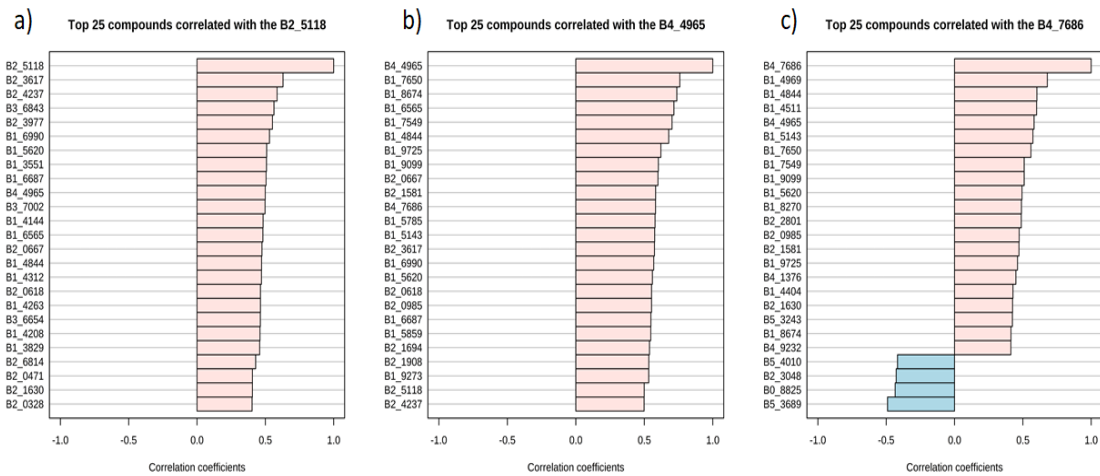 a) Top 25 compounds correlated with the B2_5118
B2_5118
B2_3617
B2_4237
B3_6843
B2_3977
B1_6990
B1_5620
B1_3551
B1_6687
B4_4965
B3_7002
B1_4144
B1_6565
B2_0667
B1_4844
B1_4312
B2_0618
B1_4263
B3_6654
B1_4208
B1_3829
B2_6814
B2_0471
B2_1630
B2_0328
-1.0 -0.5 0.0 0.5 1.0
Correlation coefficients
b) Top 25 compounds correlated with the B4_4965
B4_4965
B1_7650
B1_8674
B1_6565
B1_7549
B1_4844
B1_9725
B1_9099
B2_0667
B2_1581
B4_7686
B1_5785
B1_5143
B2_3617
B1_6990
B1_5620
B2_0618
B2_0985
B1_6687
B1_5859
B2_1694
B2_1908
B1_9273
B2_5118
B2_4237
-1.0 -0.5 0.0 0.5 1.0
Correlation coefficients
c) Top 25 compounds correlated with the B4_7686
B4_7686
B1_4969
B1_4844
B1_4511
B4_4965
B1_5143
B1_7650
B1_7549
B1_9099
B1_5620
B1_8270
B2_2801
B2_0985
B2_1581
B1_9725
B4_1376
B1_4404
B2_1630
B5_3243
B1_8674
B4_9232
B5_4010
B2_3048
B0_8825
B5_3689
-1.0 -0.5 0.0 0.5 1.0
Correlation coefficients